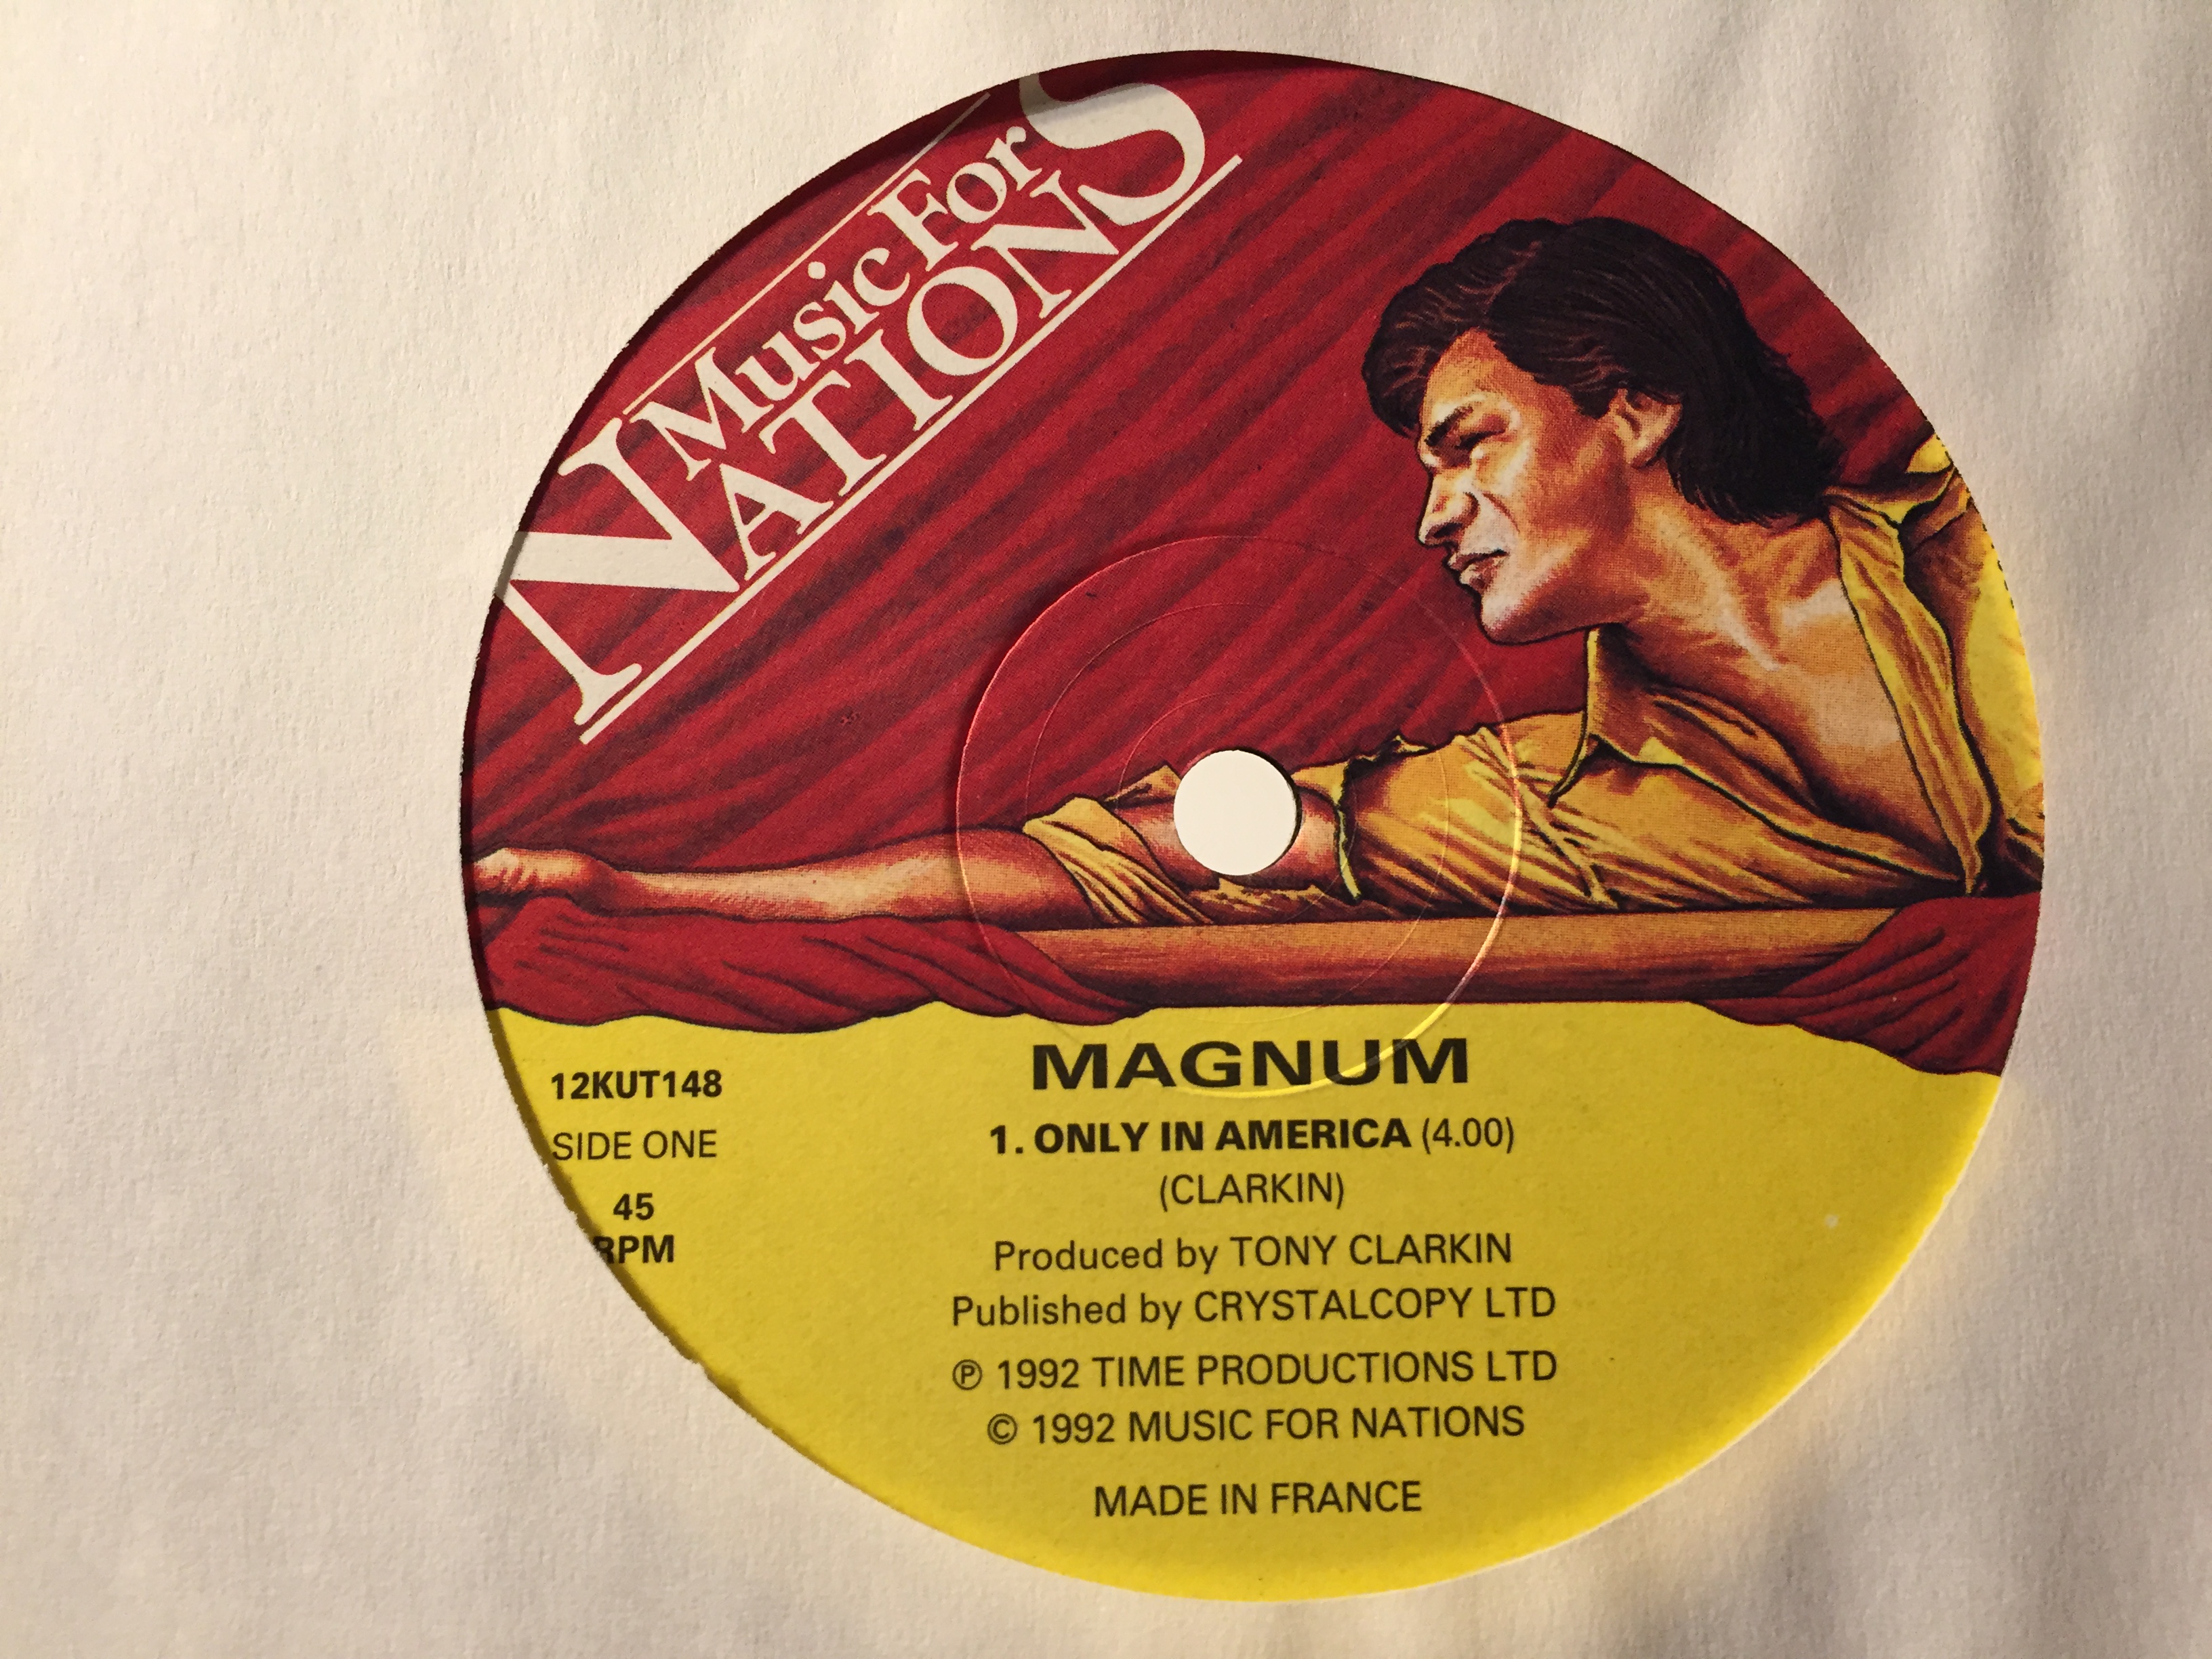 Music For
NATIONS
12KUT148
SIDE ONE
45
RPM
MAGNUM
1. ONLY IN AMERICA (4.00)
(CLARKIN)
Produced by TONY CLARKIN
Published by CRYSTALCOPY LTD
℗ 1992 TIME PRODUCTIONS LTD
© 1992 MUSIC FOR NATIONS
MADE IN FRANCE